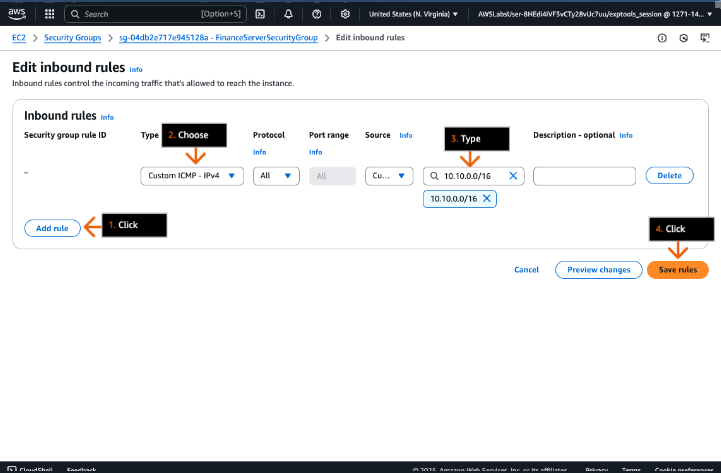 aws Search [Option+S] United States (N. Virginia) AWSLabsUser-8HEdi4iVF3vCTy2BvUc7uu/exptools_session @ 1271-14...
EC2 > Security Groups > sg-04db2e717e945128a - FinanceServerSecurityGroup > Edit inbound rules
Edit inbound rules Info
Inbound rules control the incoming traffic that's allowed to reach the instance.
Inbound rules Info
Security group rule ID Type 2. Choose Protocol Port range Source Info 3. Type Description - optional Info
Info Info
– Custom ICMP - IPv4 All All Cu... 10.10.0.0/16 Delete
10.10.0.0/16
Add rule 1. Click 4. Click
Cancel Preview changes Save rules
CloudShell Feedback © 2025, Amazon Web Services, Inc. or its affiliates. Privacy Terms Cookie preferences